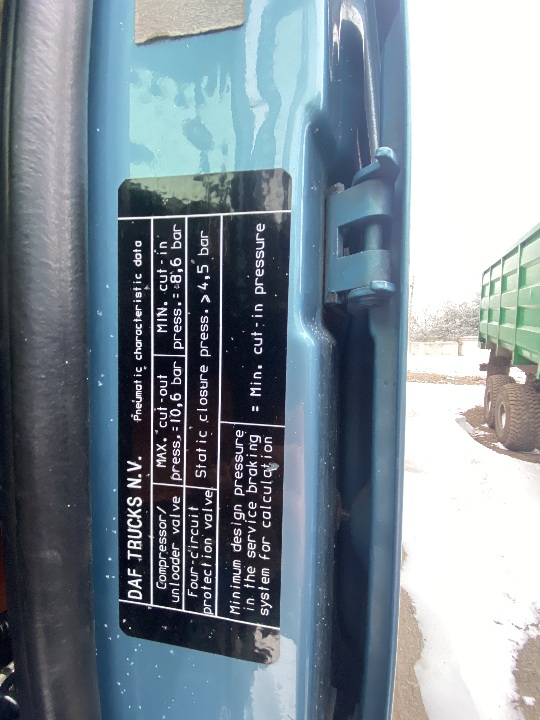 DAF TRUCKS N.V. Pneumatic characteristic data
Compressor/ MAX. cut-out MIN. cut-in
unloader valve press.=10,6 bar press.=8,6 bar
Four-circuit Static closure press. > 4,5 bar
protection valve
Minimum design pressure
in the service braking = Min. cut-in pressure
system for calculation